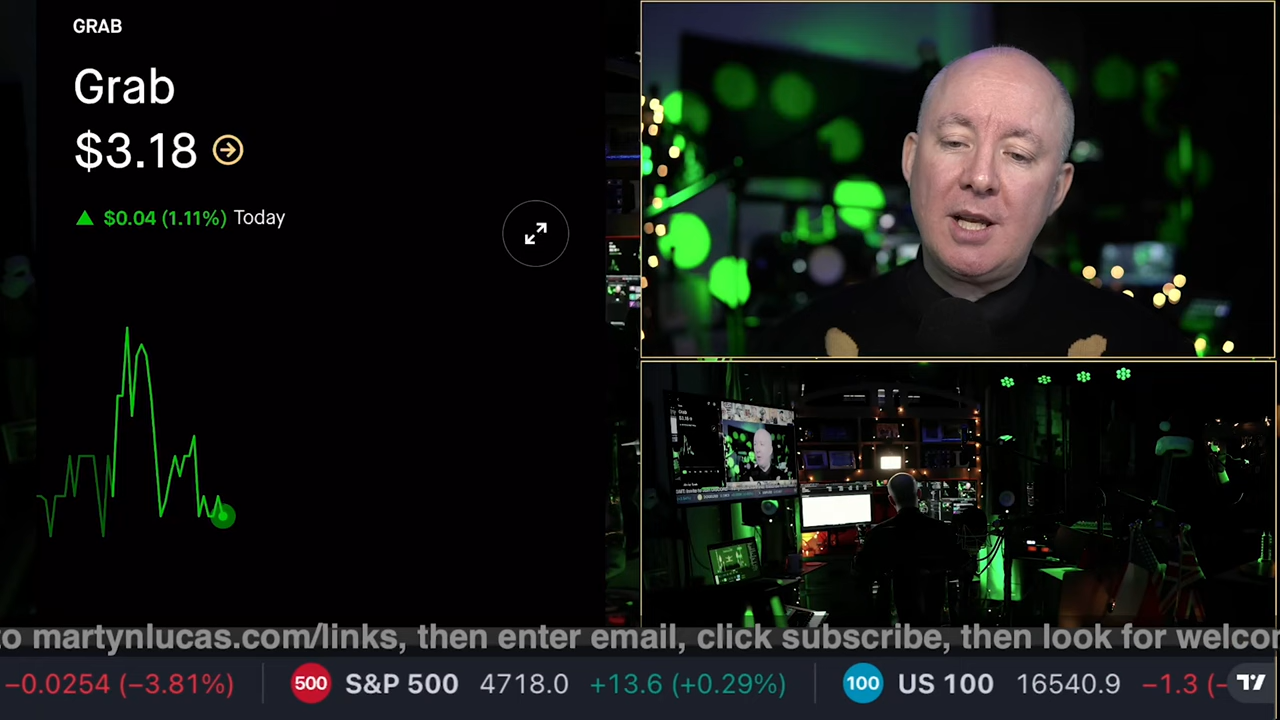 GRAB
Grab
$3.18
$0.04 (1.11%) Today
to martynlucas.com/links, then enter email, click subscribe, then look for welco
−0.0254 (−3.81%) 500 S&P 500 4718.0 +13.6 (+0.29%) 100 US 100 16540.9 −1.3 (−